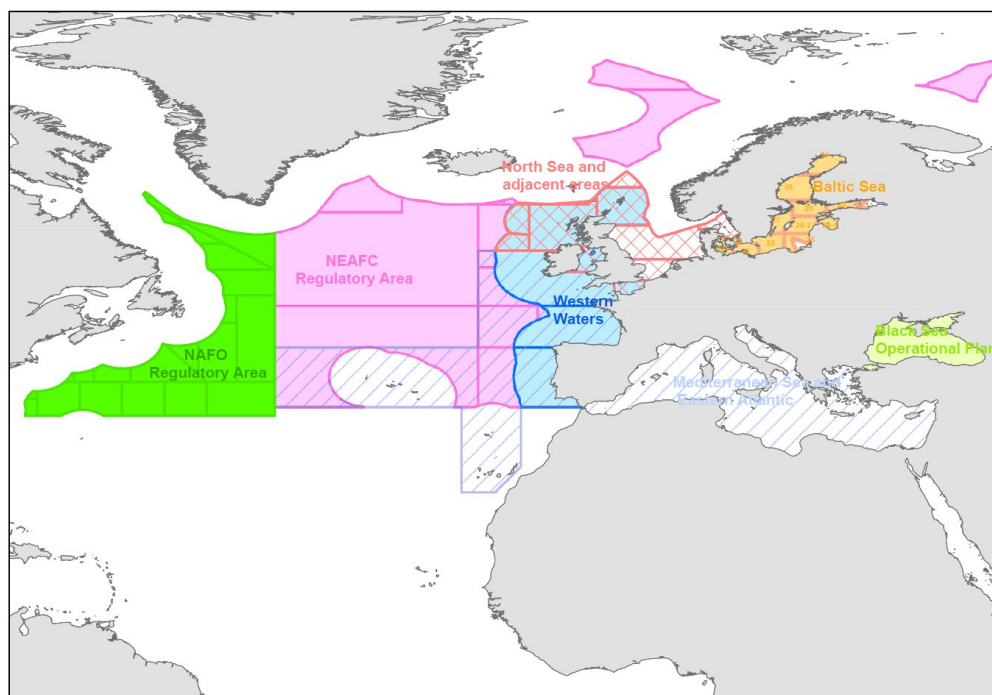 North Sea and
adjacent areas
Baltic Sea
30
NEAFC
Regulatory Area
Western
Waters
NAFO
Regulatory Area
Black Sea
Operational Plan
Mediterranean Sea and
Eastern Atlantic